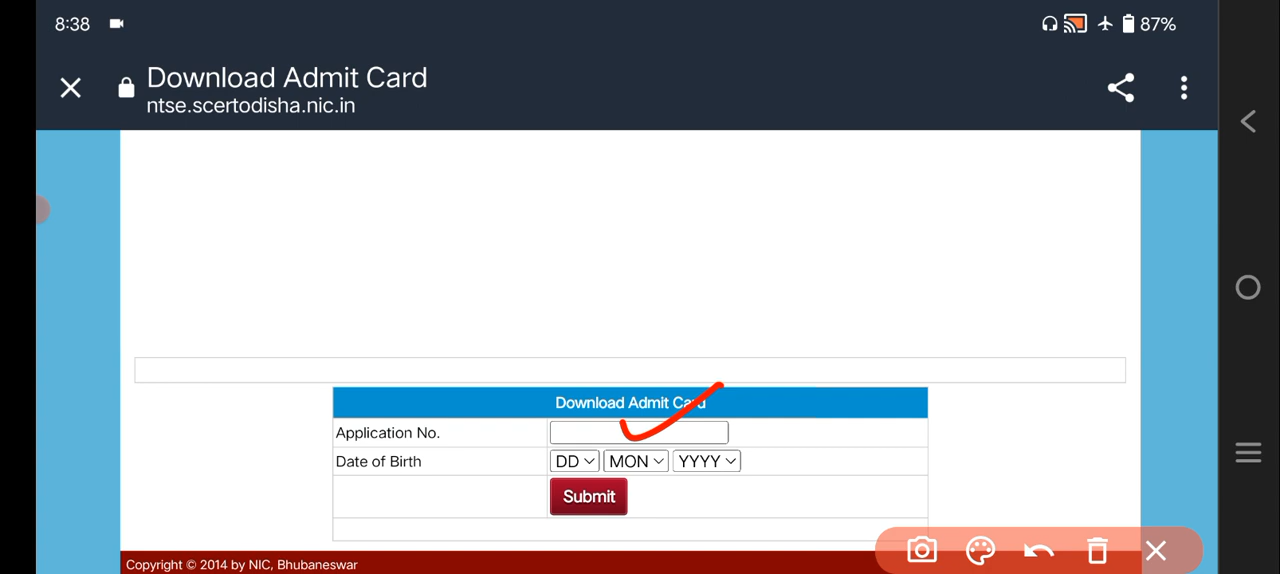 8:38
87%
Download Admit Card
ntse.scertodisha.nic.in
Download Admit Card
Application No.
Date of Birth
DD MON YYYY
Submit
Copyright © 2014 by NIC, Bhubaneswar